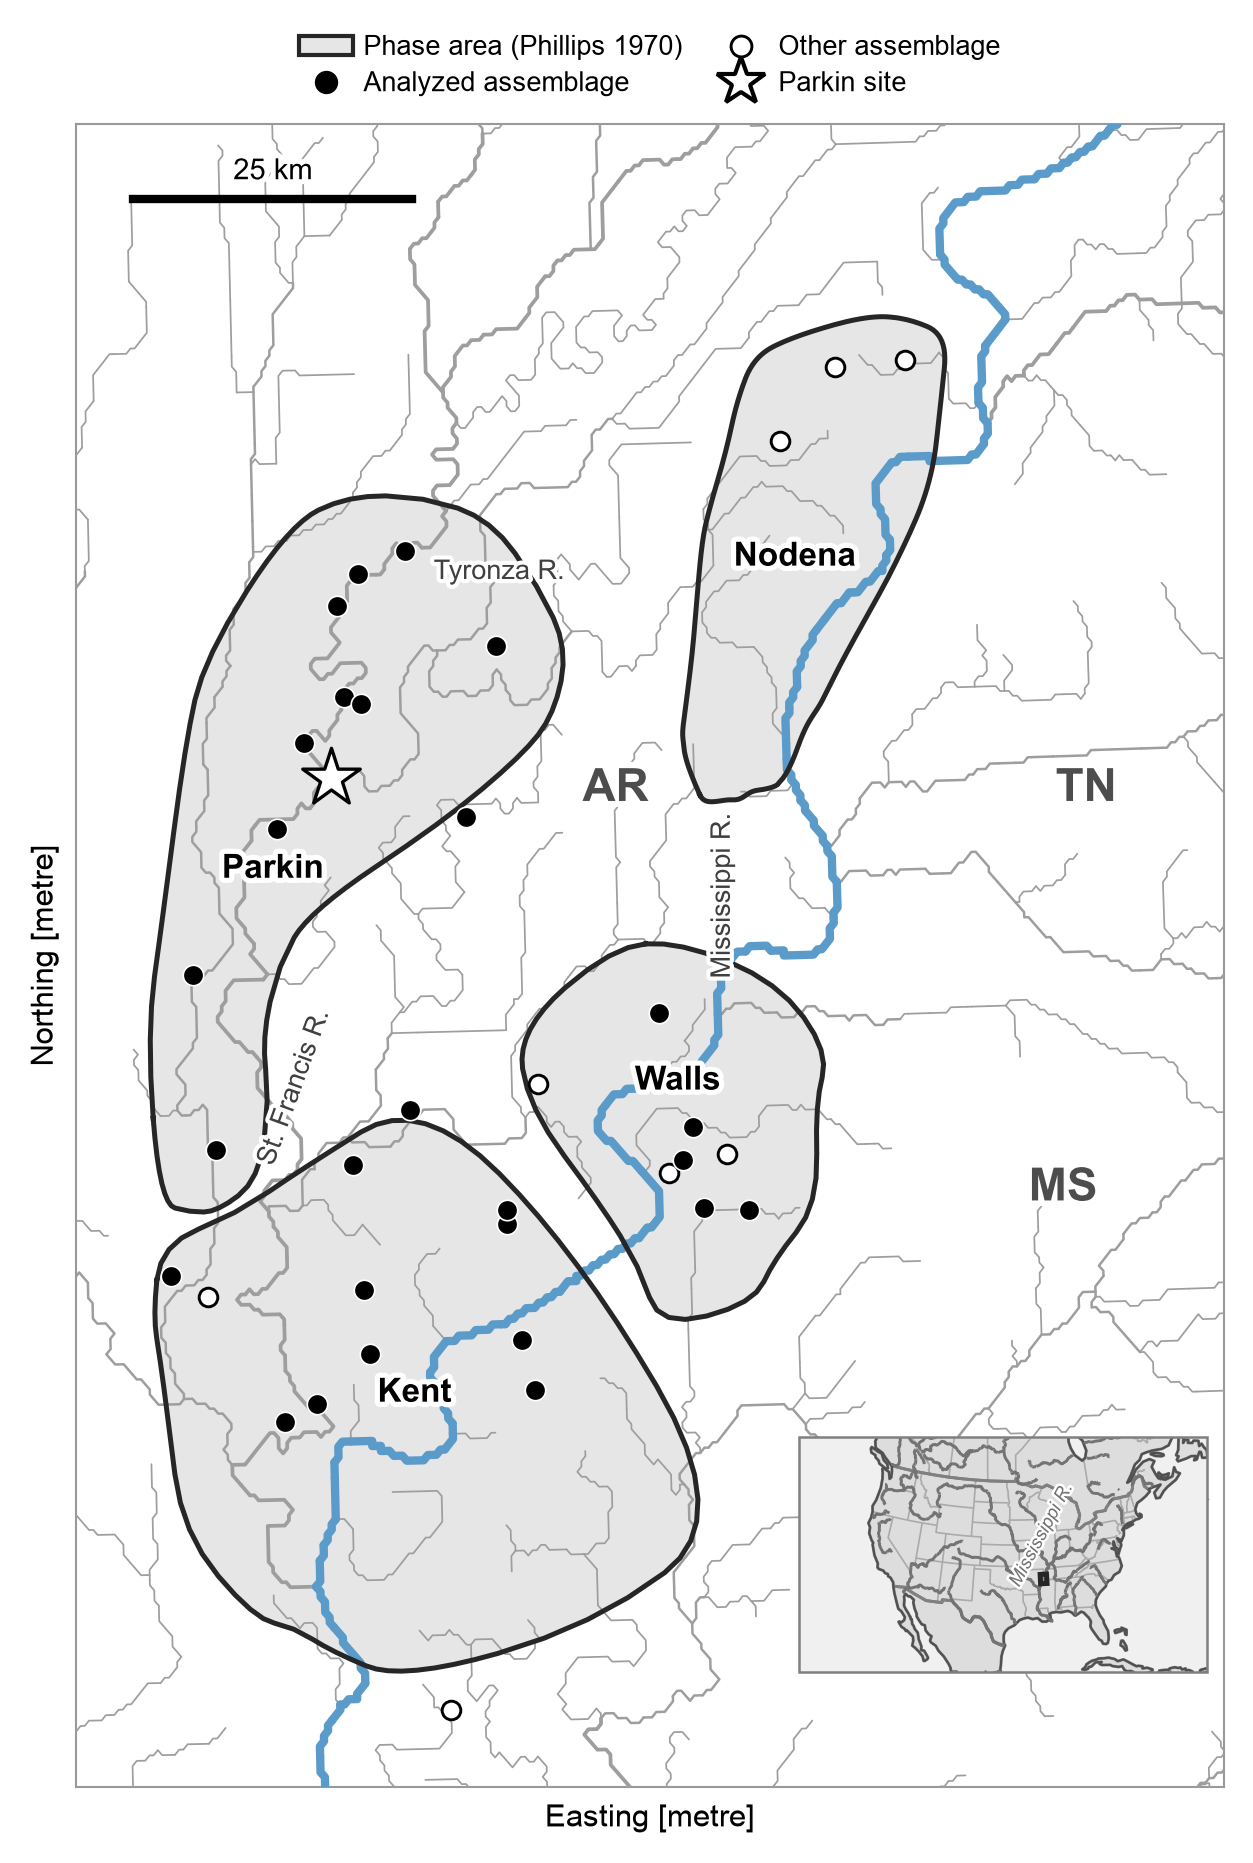 Phase area (Phillips 1970)
Other assemblage
Analyzed assemblage
Parkin site
25 km
Nodena
Tyronza R.
AR
TN
Parkin
Mississippi R.
Northing [metre]
St. Francis R.
Walls
MS
Kent
Mississippi R.
Easting [metre]